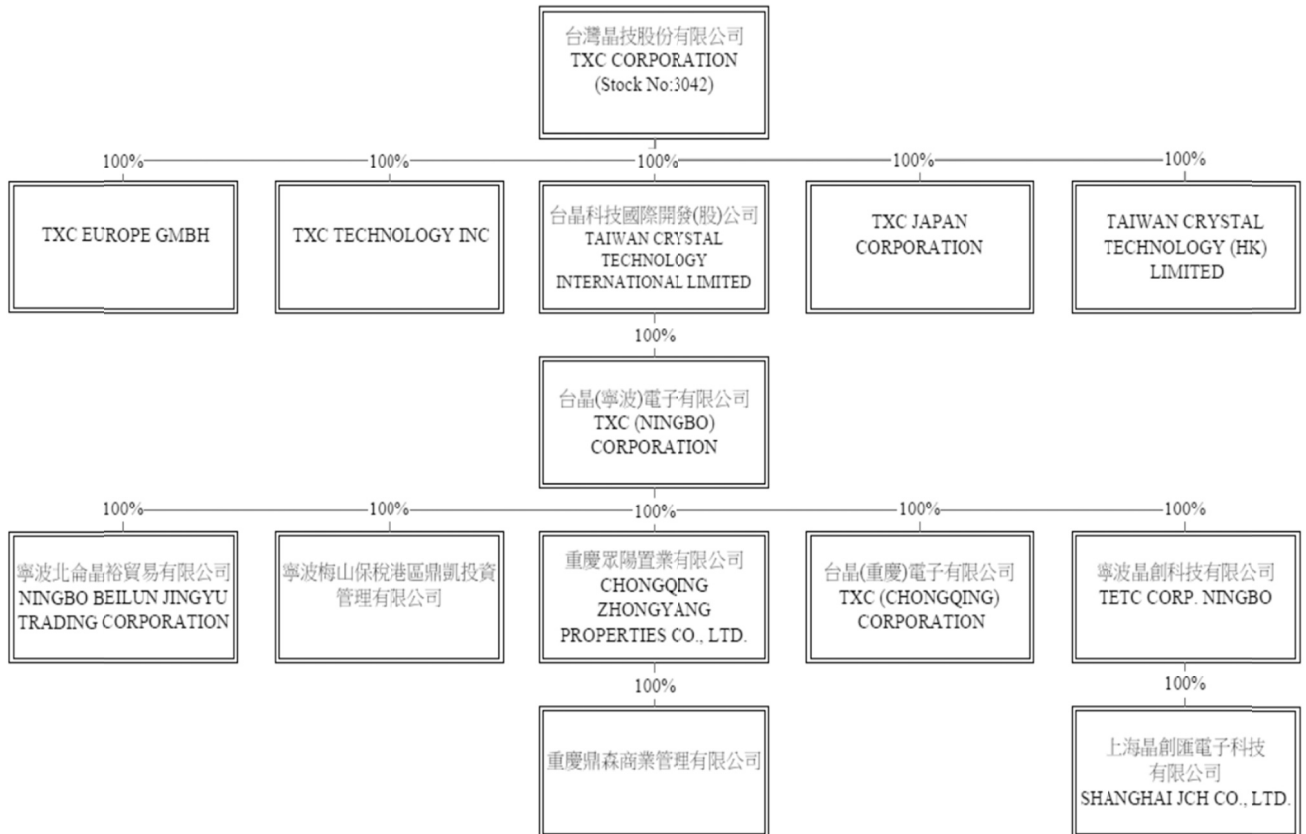 台灣晶技股份有限公司
TXC CORPORATION
(Stock No:3042)
100%
100%
100%
100%
100%
TXC EUROPE GMBH
TXC TECHNOLOGY INC
台晶科技國際開發(股)公司
TAIWAN CRYSTAL
TECHNOLOGY
INTERNATIONAL LIMITED
TXC JAPAN
CORPORATION
TAIWAN CRYSTAL
TECHNOLOGY (HK)
LIMITED
100%
台晶(寧波)電子有限公司
TXC (NINGBO)
CORPORATION
100%
100%
100%
100%
100%
寧波北侖晶裕貿易有限公司
NINGBO BEILUN JINGYU
TRADING CORPORATION
寧波梅山保稅港區鼎凱投資
管理有限公司
重慶眾陽置業有限公司
CHONGQING
ZHONGYANG
PROPERTIES CO., LTD.
台晶(重慶)電子有限公司
TXC (CHONGQING)
CORPORATION
寧波晶創科技有限公司
TETC CORP. NINGBO
100%
100%
重慶鼎森商業管理有限公司
上海晶創匯電子科技
有限公司
SHANGHAI JCH CO., LTD.